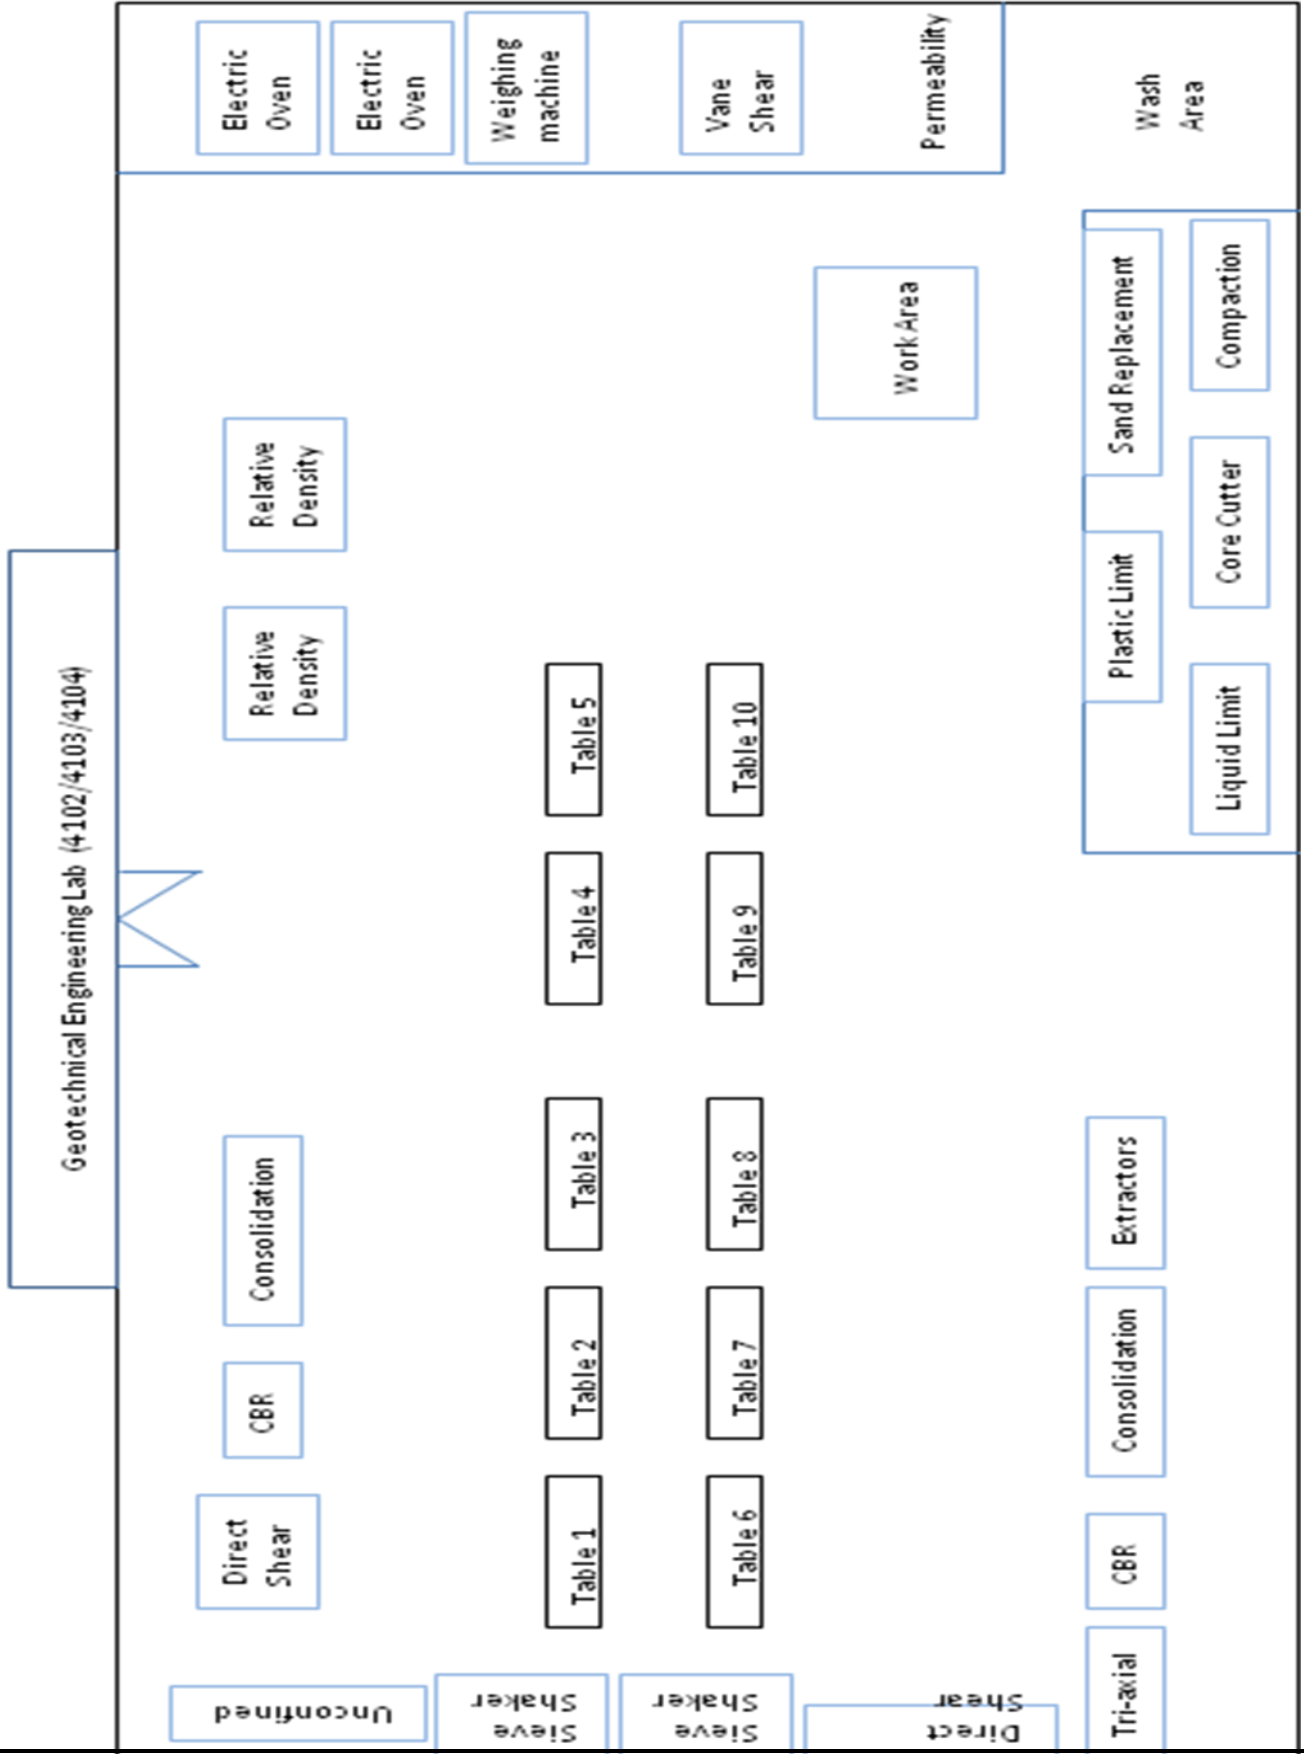 Geotechnical Engineering Lab (4102/4103/4104)
Direct
Shear
CBR
Consolidation
Relative
Density
Relative
Density
Electric
Oven
Electric
Oven
Weighing
machine
Vane
Shear
Permeability
Wash
Area
Unconfined
Sieve
Shaker
Sieve
Shaker
Direct
Shear
Table 1
Table 2
Table 3
Table 4
Table 5
Table 6
Table 7
Table 8
Table 9
Table 10
Work Area
Tri-axial
CBR
Consolidation
Extractors
Plastic Limit
Sand Replacement
Liquid Limit
Core Cutter
Compaction